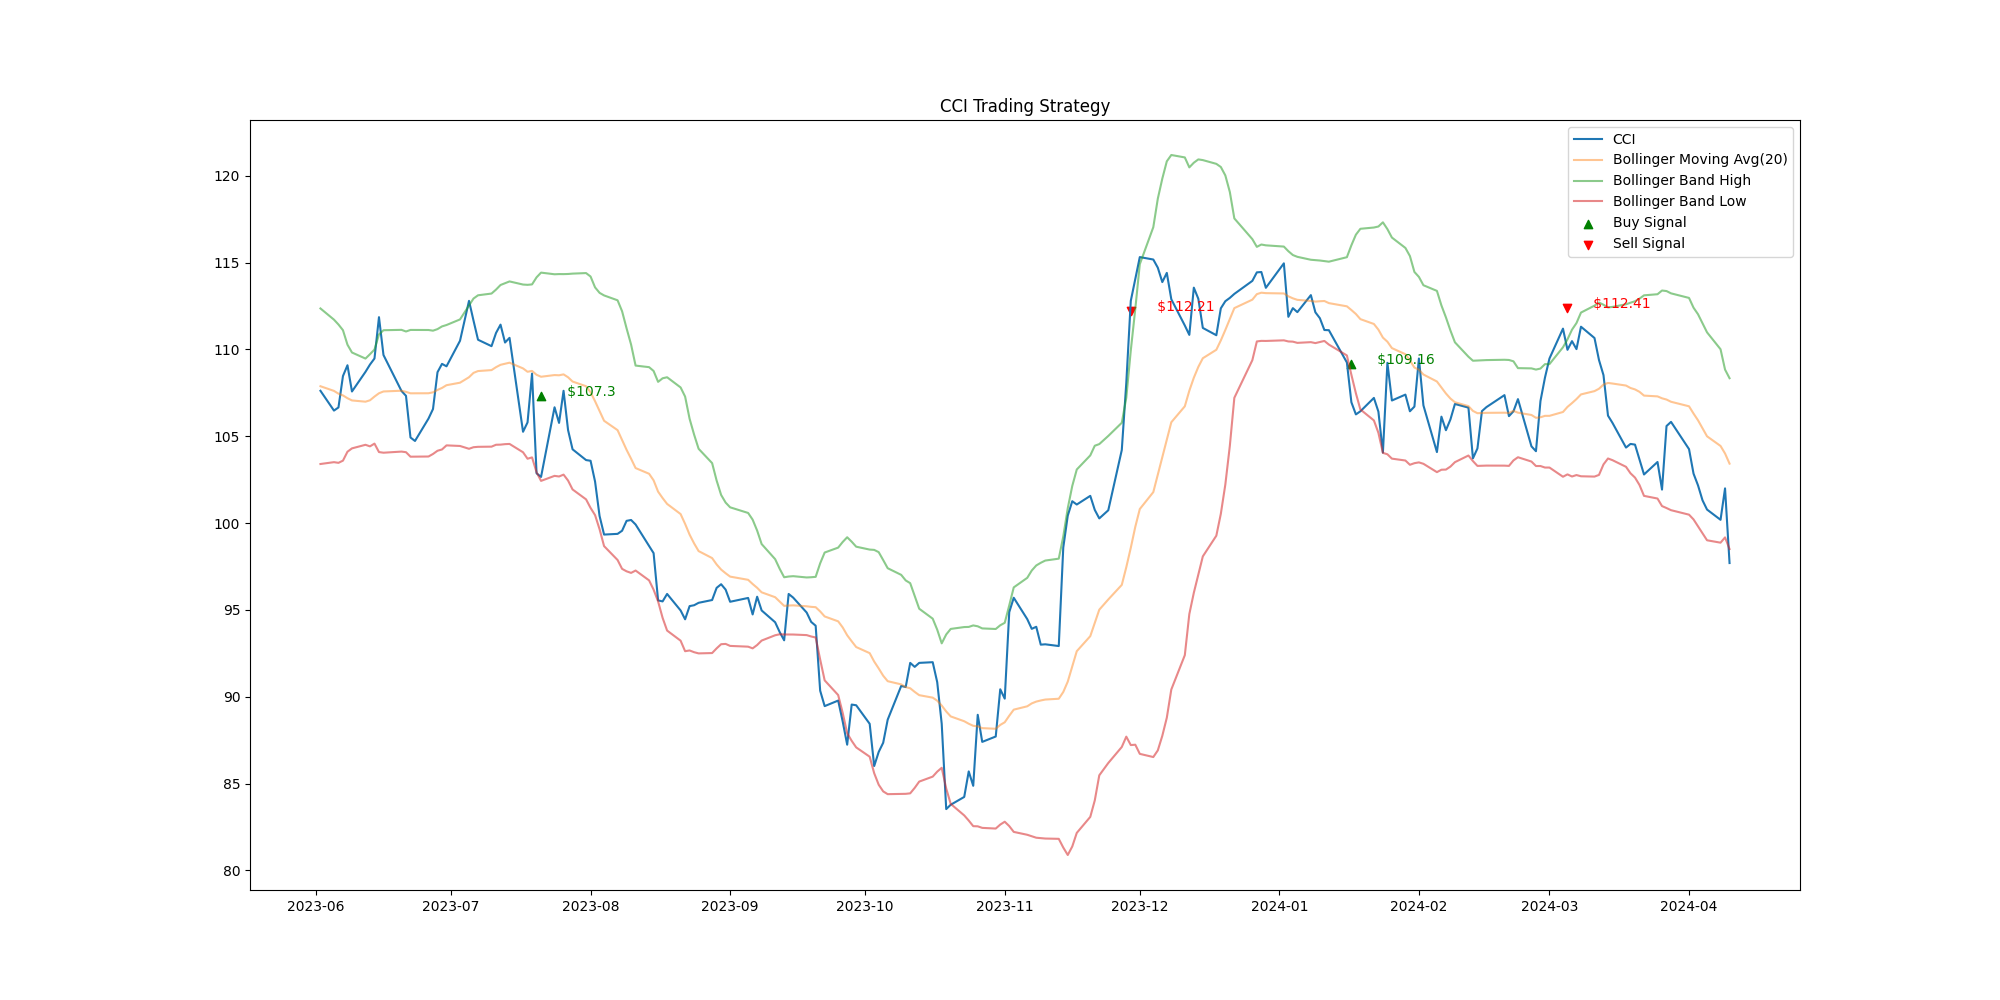 CCI Trading Strategy
CCI
Bollinger Moving Avg(20)
Bollinger Band High
Bollinger Band Low
Buy Signal
Sell Signal
120
115
110
105
100
95
90
85
80
$107.3
$112.21
$109.16
$112.41
2023-06 2023-07 2023-08 2023-09 2023-10 2023-11 2023-12 2024-01 2024-02 2024-03 2024-04